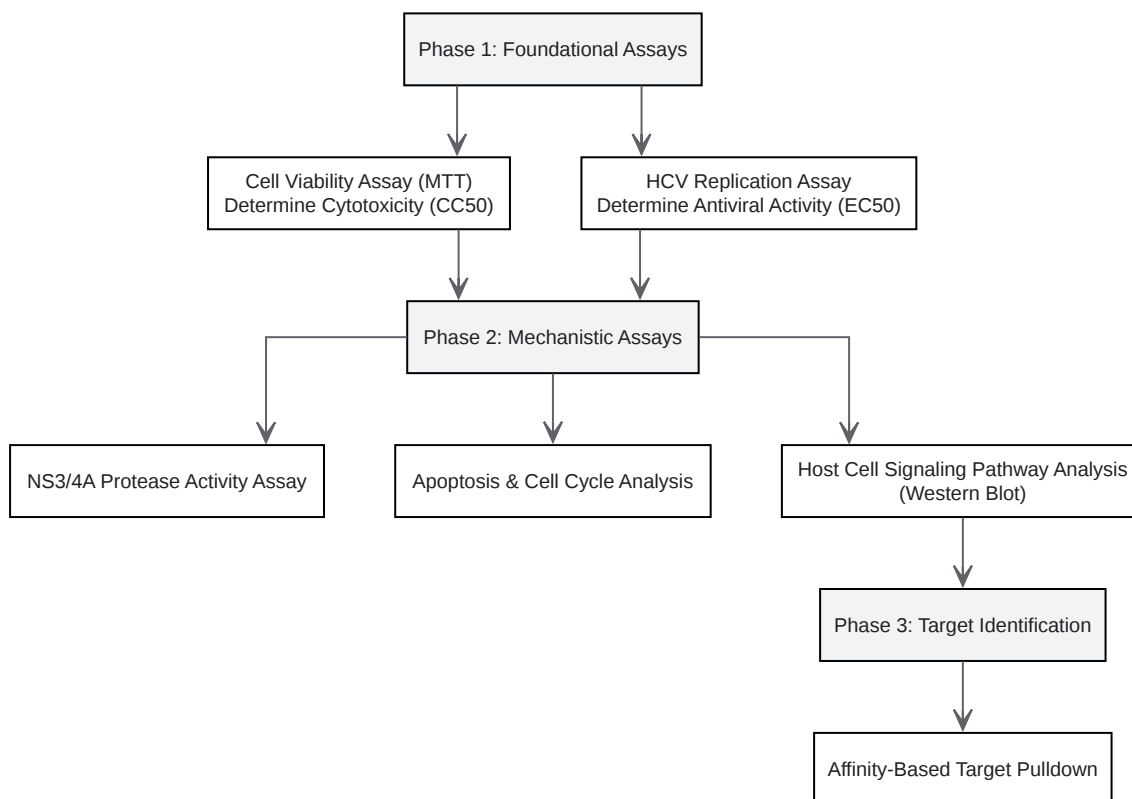 Phase 1: Foundational Assays
Cell Viability Assay (MTT)
Determine Cytotoxicity (CC50)
HCV Replication Assay
Determine Antiviral Activity (EC50)
Phase 2: Mechanistic Assays
NS3/4A Protease Activity Assay
Apoptosis & Cell Cycle Analysis
Host Cell Signaling Pathway Analysis
(Western Blot)
Phase 3: Target Identification
Affinity-Based Target Pulldown